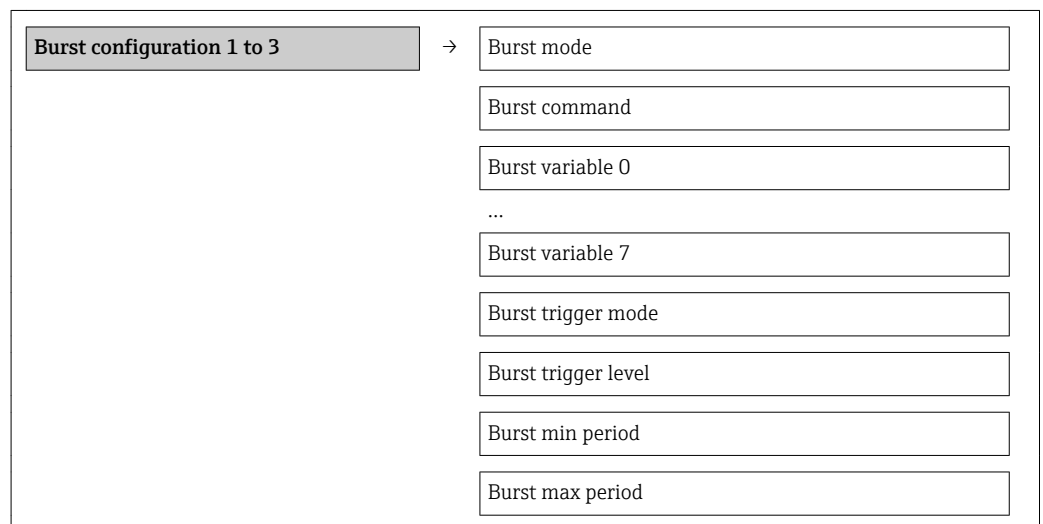 Burst configuration 1 to 3 → Burst mode
Burst command
Burst variable 0
...
Burst variable 7
Burst trigger mode
Burst trigger level
Burst min period
Burst max period